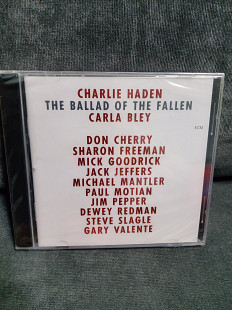 CHARLIE HADEN
THE BALLAD OF THE FALLEN
CARLA BLEY
ECM
DON CHERRY
SHARON FREEMAN
MICK GOODRICK
JACK JEFFERS
MICHAEL MANTLER
PAUL MOTIAN
JIM PEPPER
DEWEY REDMAN
STEVE SLAGLE
GARY VALENTE